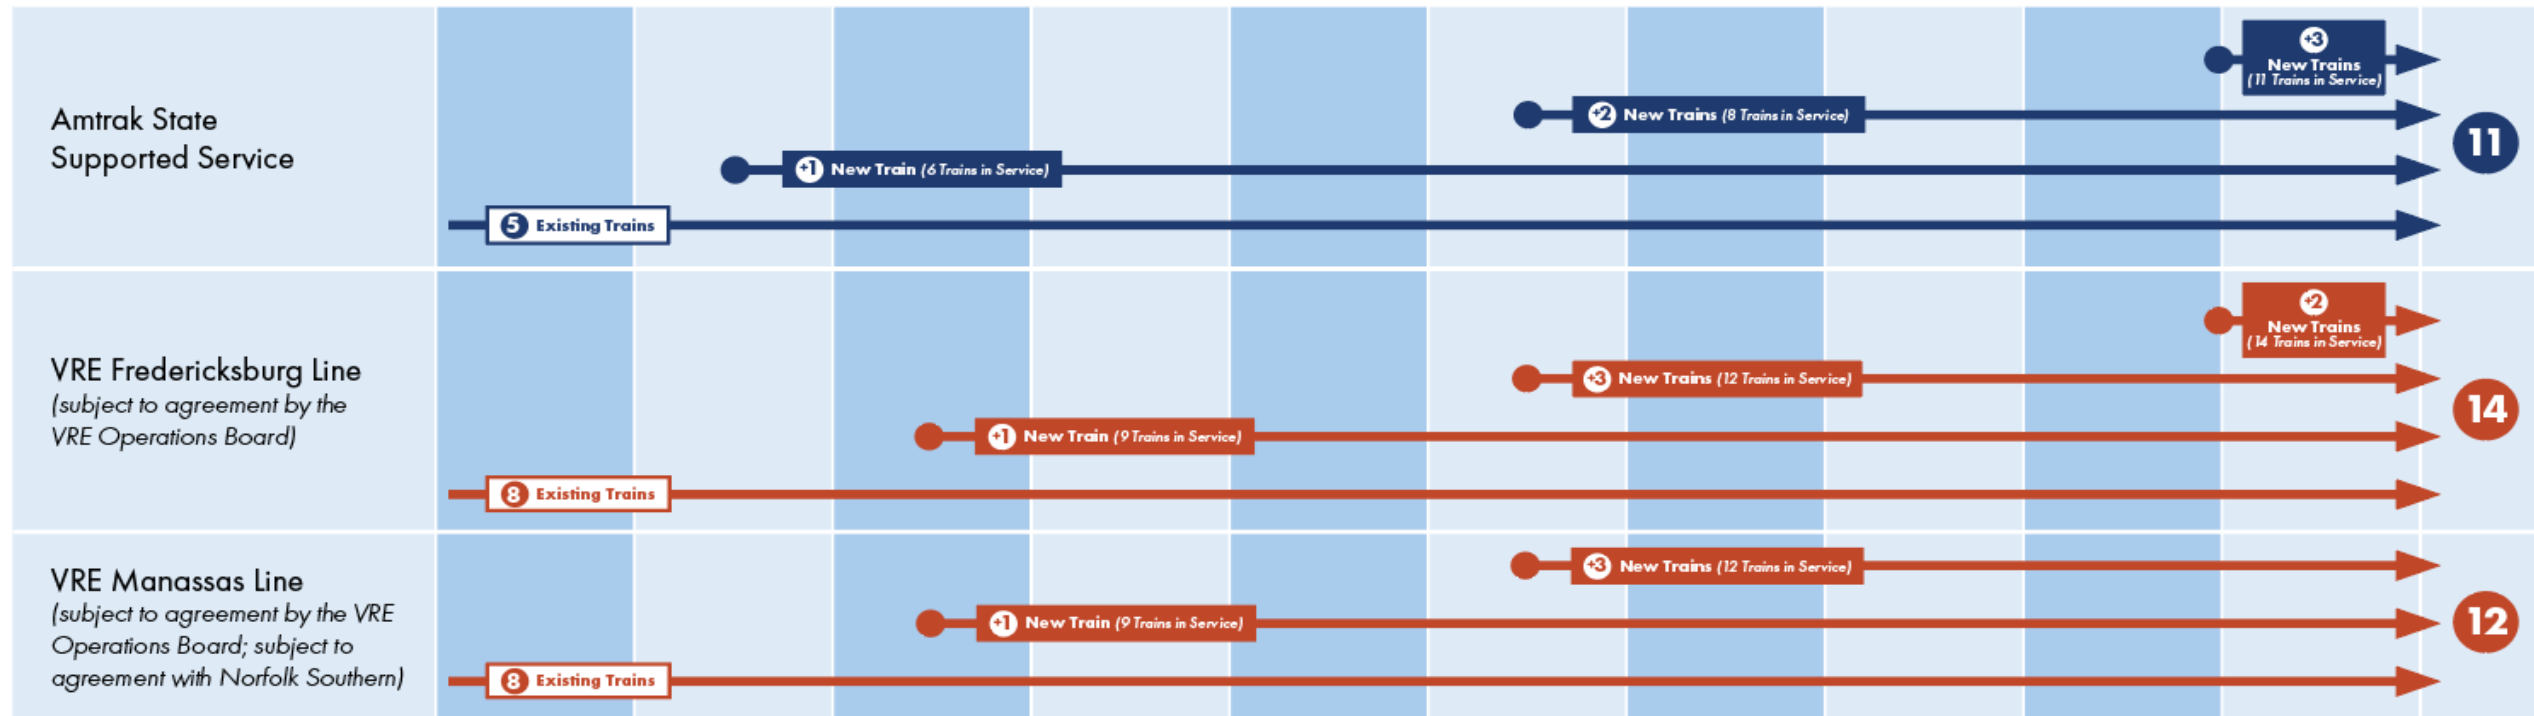 +3
New Trains
(11 Trains in Service)
+2 New Trains (8 Trains in Service)
Amtrak State
Supported Service
11
+1 New Train (6 Trains in Service)
5 Existing Trains
+2
New Trains
(14 Trains in Service)
VRE Fredericksburg Line
(subject to agreement by the
VRE Operations Board)
+3 New Trains (12 Trains in Service)
14
+1 New Train (9 Trains in Service)
8 Existing Trains
VRE Manassas Line
(subject to agreement by the VRE
Operations Board; subject to
agreement with Norfolk Southern)
+3 New Trains (12 Trains in Service)
12
+1 New Train (9 Trains in Service)
8 Existing Trains